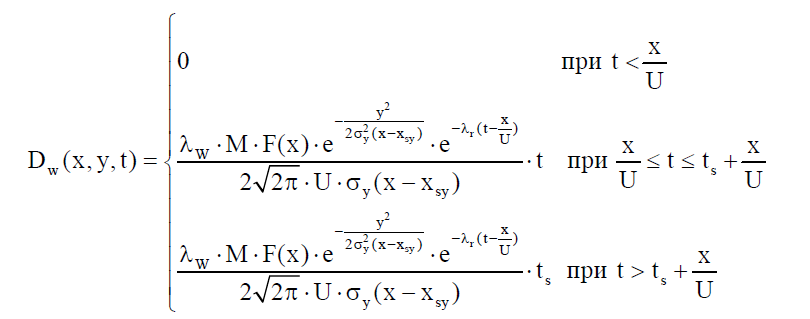 D_w(x, y, t) = {
0 при t < x/U
(λ_W · M · F(x) · e^(-y²/(2σ_y²(x-x_sy))) · e^(-λ_r(t-x/U))) / (2√(2π) · U · σ_y(x-x_sy)) · t при x/U ≤ t ≤ t_s + x/U
(λ_W · M · F(x) · e^(-y²/(2σ_y²(x-x_sy))) · e^(-λ_r(t-x/U))) / (2√(2π) · U · σ_y(x-x_sy)) · t_s при t > t_s + x/U